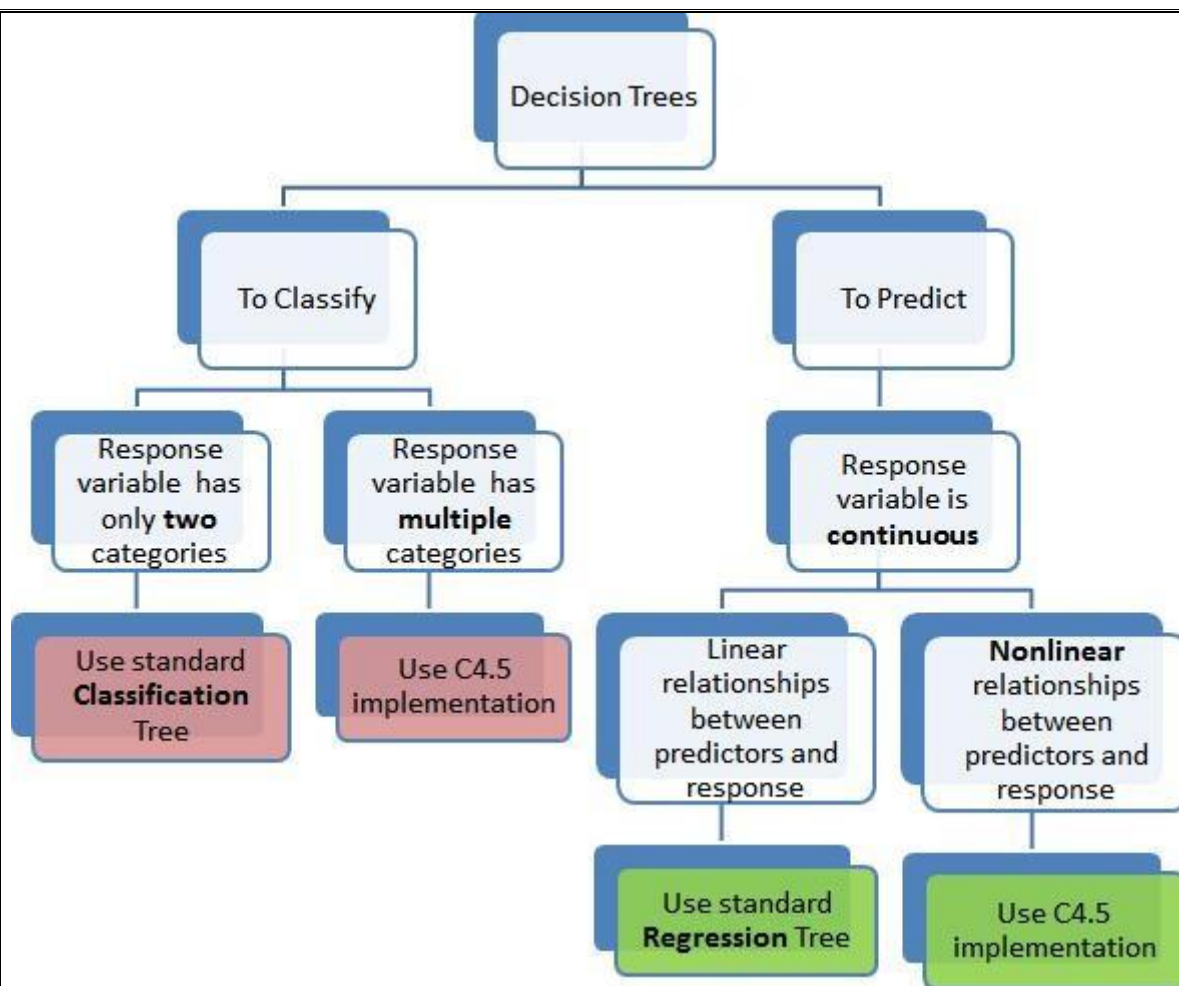 Decision Trees
To Classify
To Predict
Response
variable has
only two
categories
Response
variable has
multiple
categories
Response
variable is
continuous
Use standard
Classification
Tree
Use C4.5
implementation
Linear
relationships
between
predictors and
response
Nonlinear
relationships
between
predictors and
response
Use standard
Regression Tree
Use C4.5
implementation